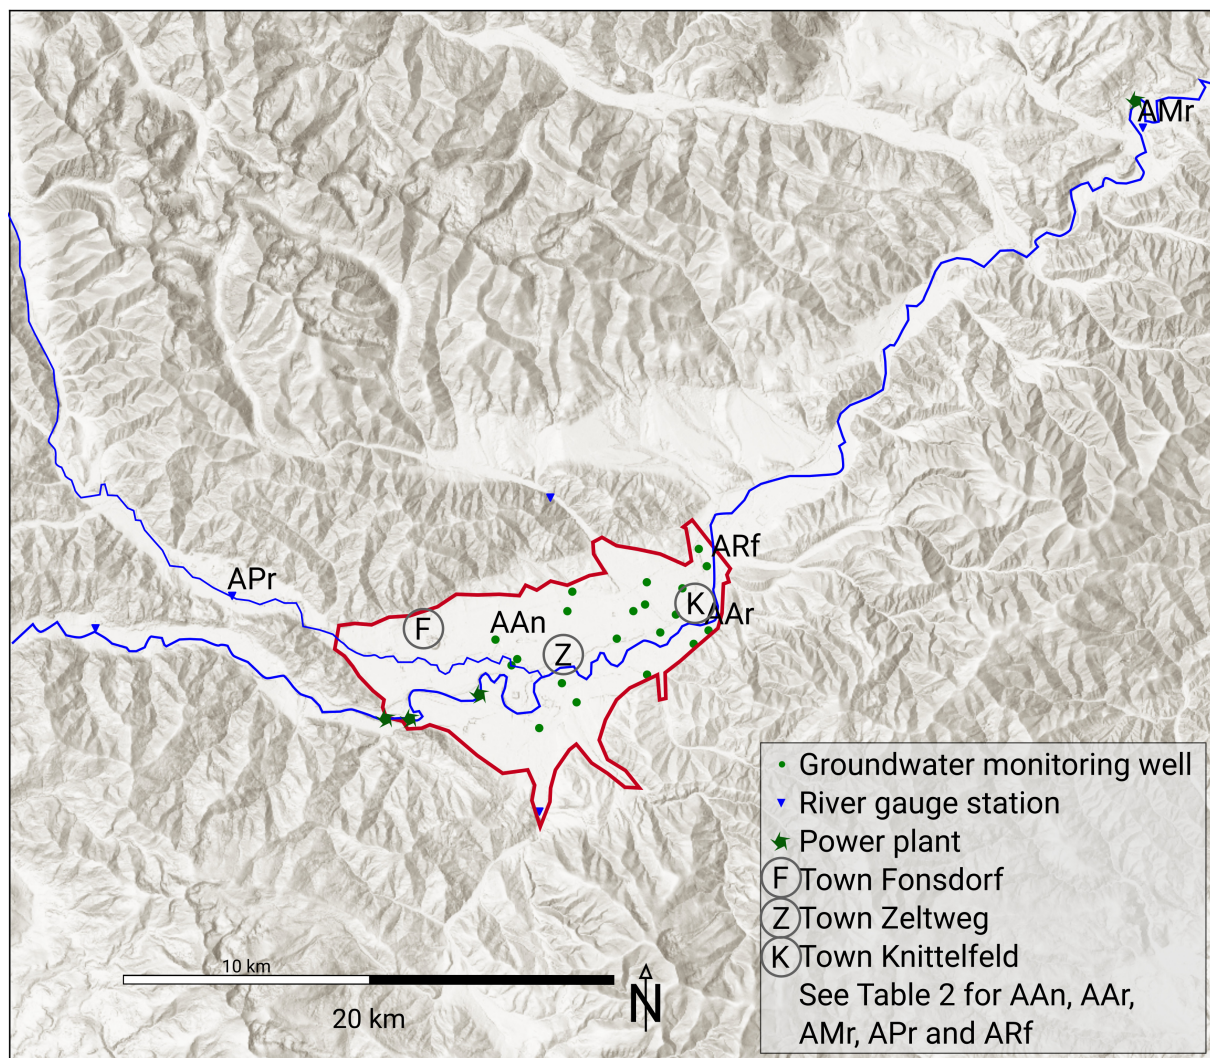 AMr
ARf
APr
K
AAr
AAn
F
Z
Groundwater monitoring well
River gauge station
Power plant
F Town Fonsdorf
Z Town Zeltweg
K Town Knittelfeld
See Table 2 for AAn, AAr,
AMr, APr and ARf
10 km
20 km
N